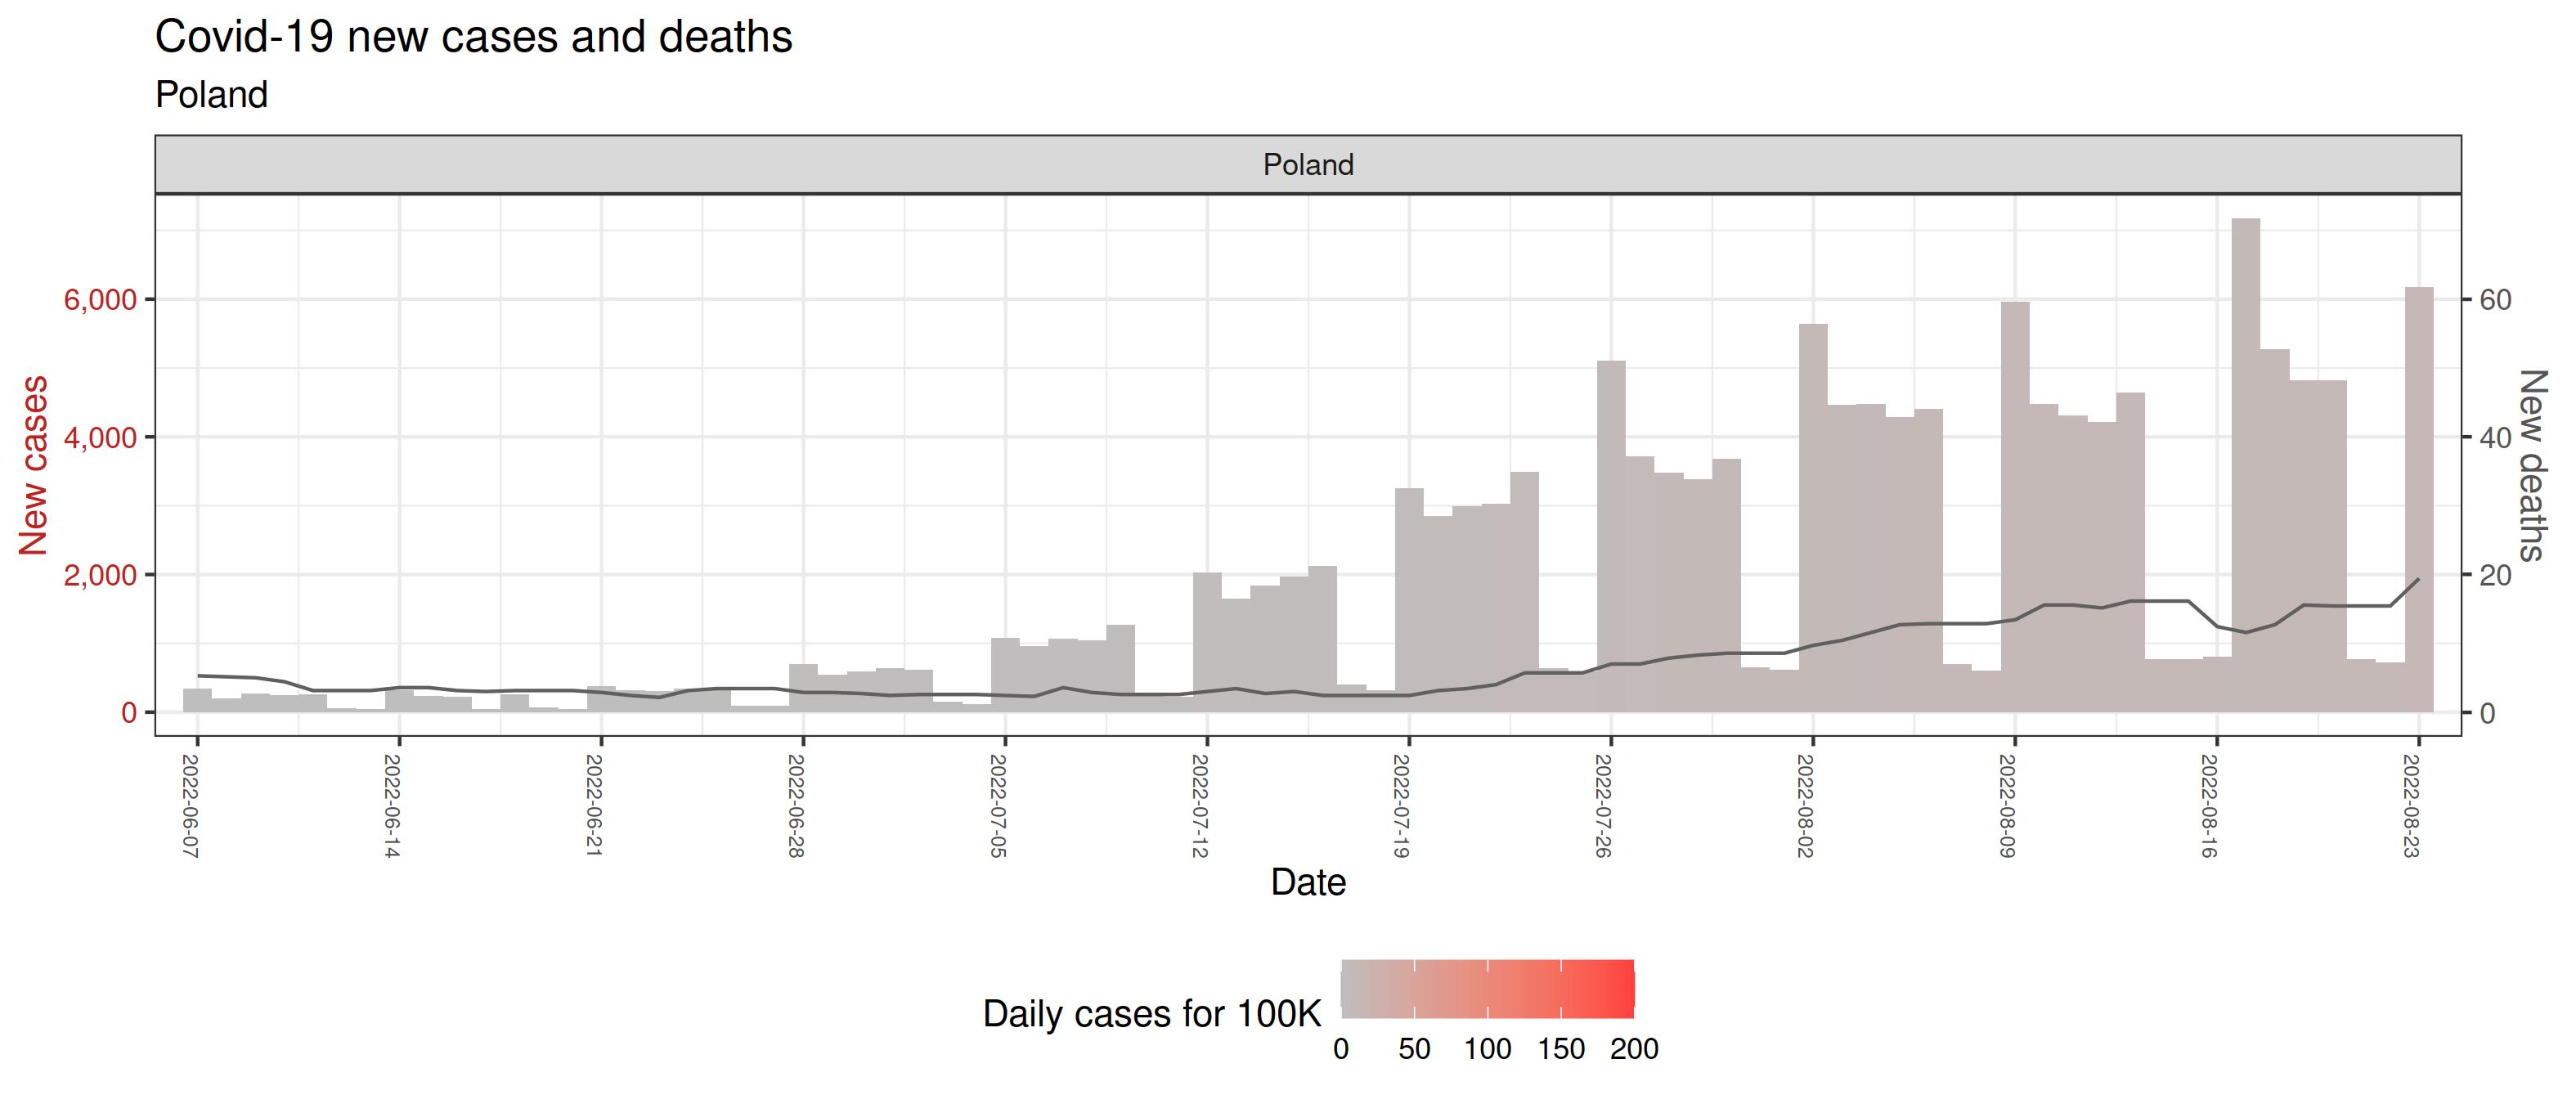 Covid-19 new cases and deaths
Poland
Poland
New cases
6,000
4,000
2,000
0
60
40
20
0
New deaths
2022-06-07
2022-06-14
2022-06-21
2022-06-28
2022-07-05
2022-07-12
2022-07-19
2022-07-26
2022-08-02
2022-08-09
2022-08-16
2022-08-23
Date
Daily cases for 100K
0 50 100 150 200